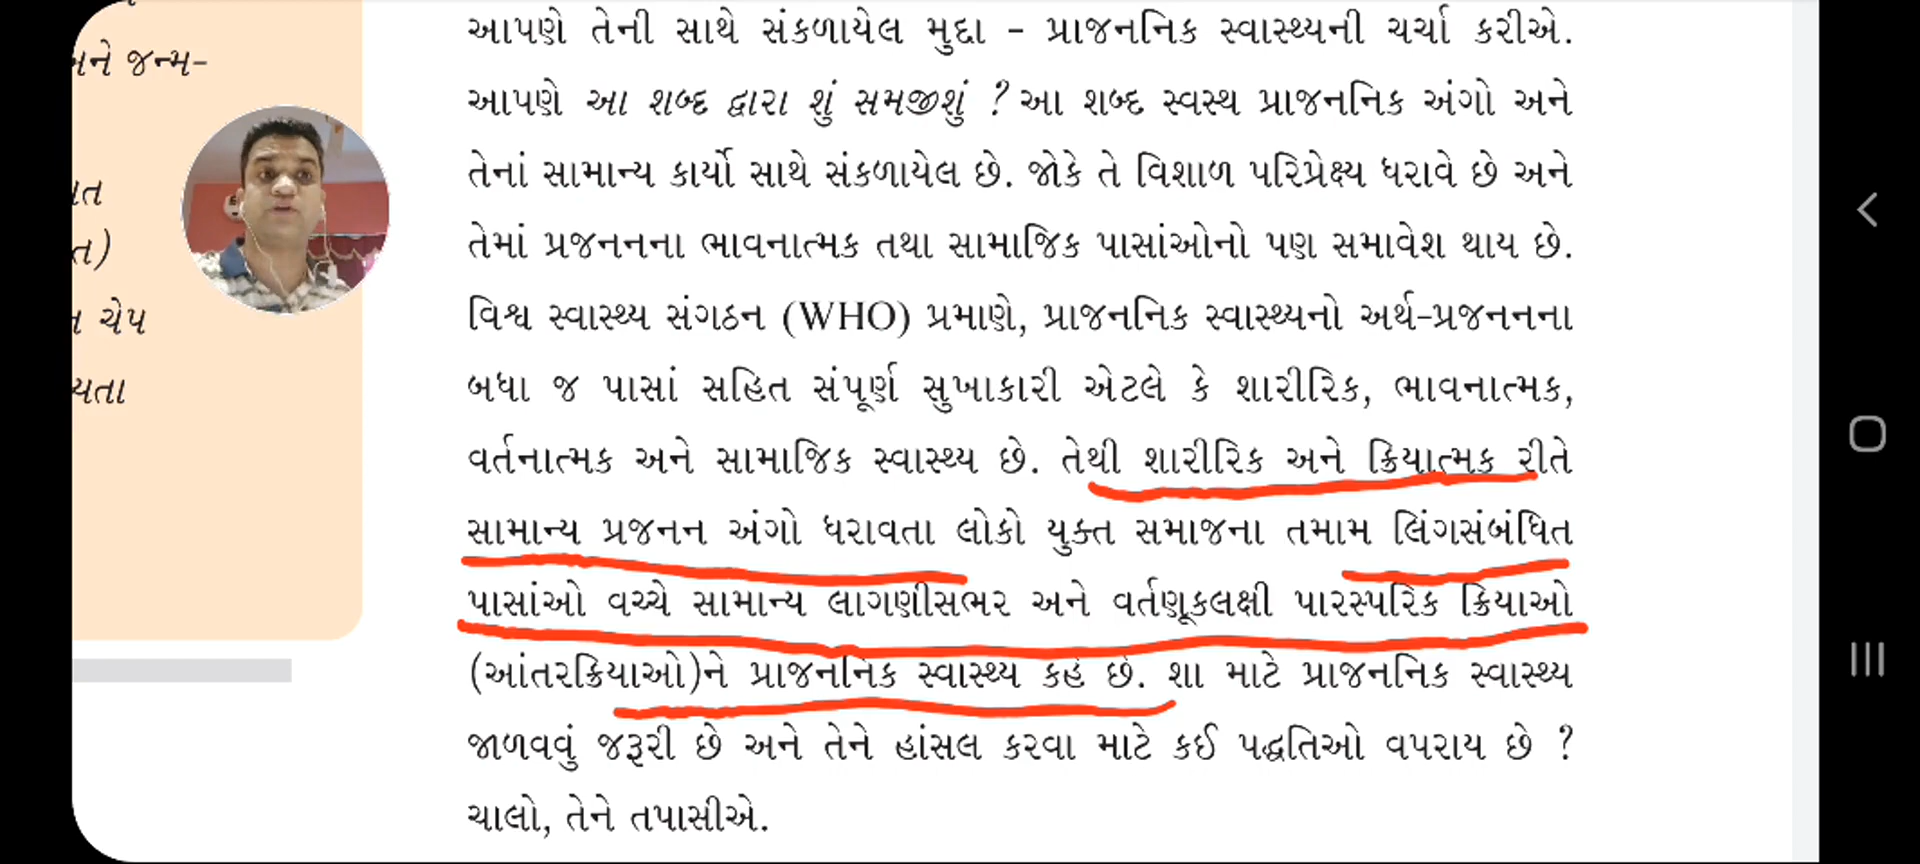 અને જન્મ-
ત)
ચેપ
યતા
આપણે તેની સાથે સંકળાયેલ મુદા - પ્રાજનનિક સ્વાસ્થ્યની ચર્ચા કરીએ.
આપણે આ શબ્દ દ્વારા શું સમજીશું ? આ શબ્દ સ્વસ્થ પ્રાજનનિક અંગો અને
તેનાં સામાન્ય કાર્યો સાથે સંકળાયેલ છે. જોકે તે વિશાળ પરિપ્રેક્ષ્ય ધરાવે છે અને
તેમાં પ્રજનનના ભાવનાત્મક તથા સામાજિક પાસાંઓનો પણ સમાવેશ થાય છે.
વિશ્વ સ્વાસ્થ્ય સંગઠન (WHO) પ્રમાણે, પ્રાજનનિક સ્વાસ્થ્યનો અર્થ-પ્રજનનના
બધા જ પાસાં સહિત સંપૂર્ણ સુખાકારી એટલે કે શારીરિક, ભાવનાત્મક,
વર્તનાત્મક અને સામાજિક સ્વાસ્થ્ય છે. તેથી શારીરિક અને ક્રિયાત્મક રીતે
સામાન્ય પ્રજનન અંગો ધરાવતા લોકો યુક્ત સમાજના તમામ લિંગસંબંધિત
પાસાંઓ વચ્ચે સામાન્ય લાગણીસભર અને વર્તણૂકલક્ષી પારસ્પરિક ક્રિયાઓ
(આંતરક્રિયાઓ)ને પ્રાજનનિક સ્વાસ્થ્ય કહે છે. શા માટે પ્રાજનનિક સ્વાસ્થ્ય
જાળવવું જરૂરી છે અને તેને હાંસલ કરવા માટે કઈ પદ્ધતિઓ વપરાય છે ?
ચાલો, તેને તપાસીએ.